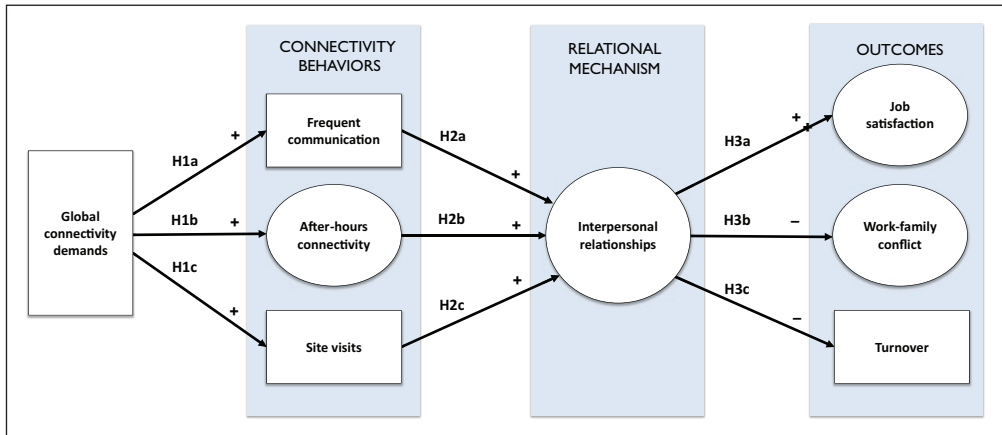 CONNECTIVITY
BEHAVIORS
RELATIONAL
MECHANISM
OUTCOMES
Global
connectivity
demands
H1a
+
H1b
+
H1c
+
Frequent
communication
After-hours
connectivity
Site visits
H2a
+
H2b
+
H2c
+
Interpersonal
relationships
H3a
+
+
H3b
–
H3c
–
Job
satisfaction
Work-family
conflict
Turnover